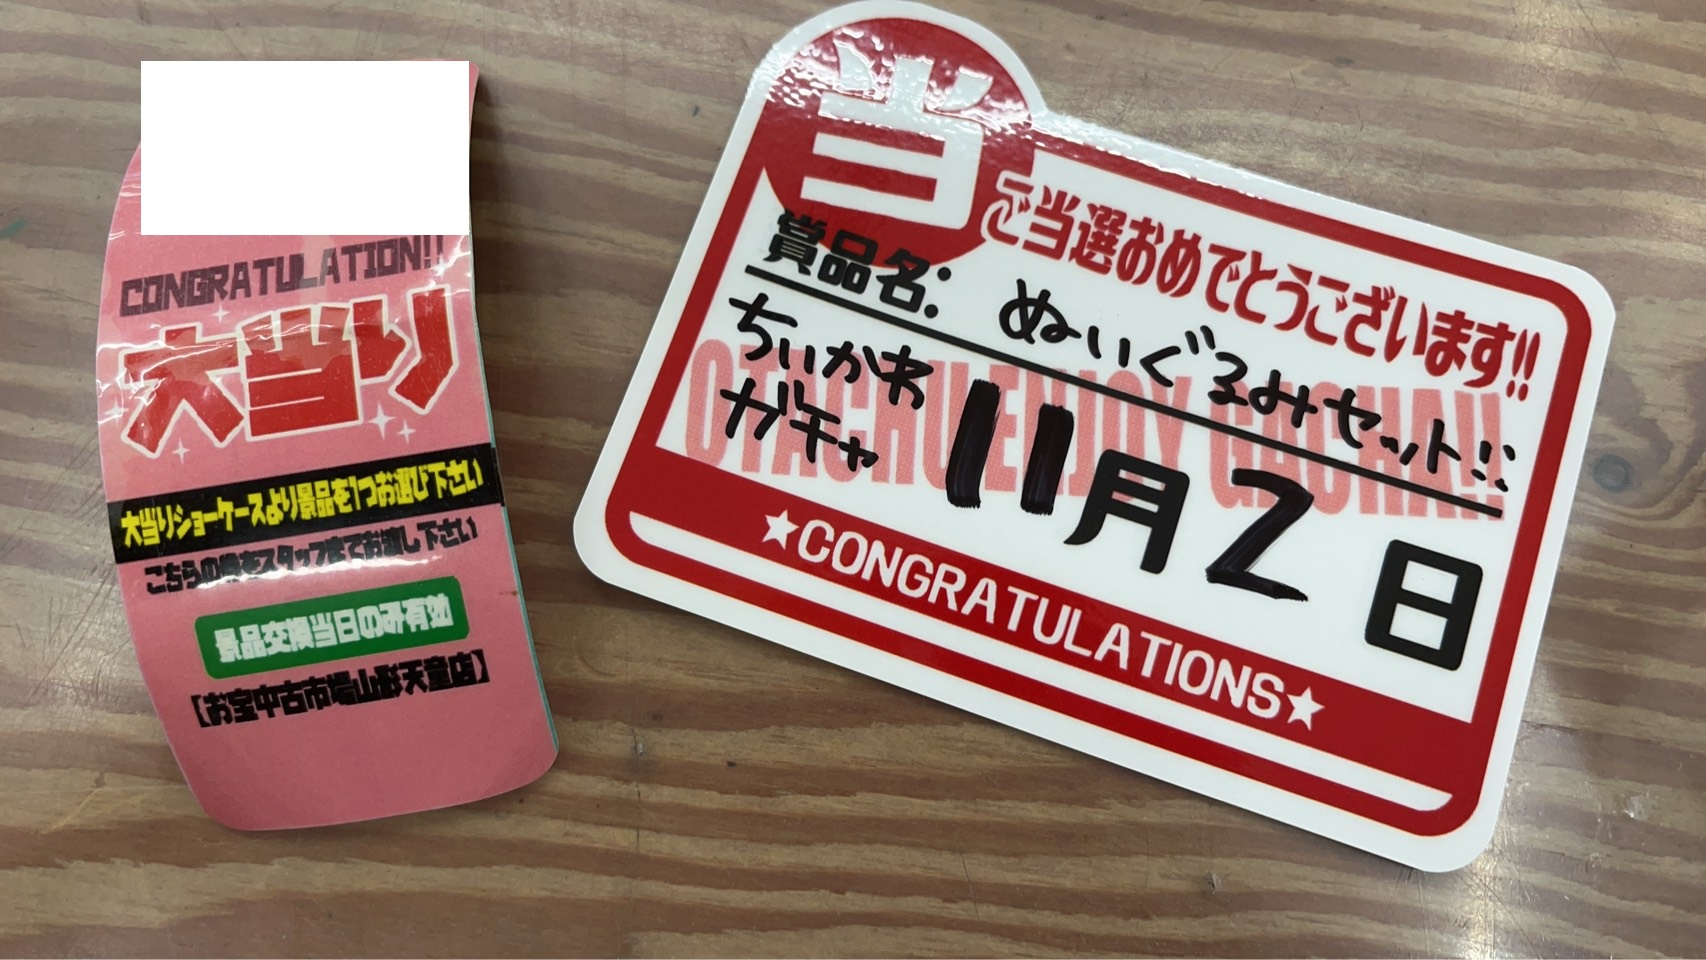 CONGRATULATION!!
大当り
大当りショーケースより景品を1つお選び下さい
こちらの券をスタッフまでお渡し下さい
景品交換当日のみ有効
【お宝中古市場山形天童店】
当
ご当選おめでとうございます!!
賞品名: ぬいぐるみセット!!
ちいかわ
ガチャ
OTACHU ENJOY GACHA!!
11月2日
★CONGRATULATIONS★